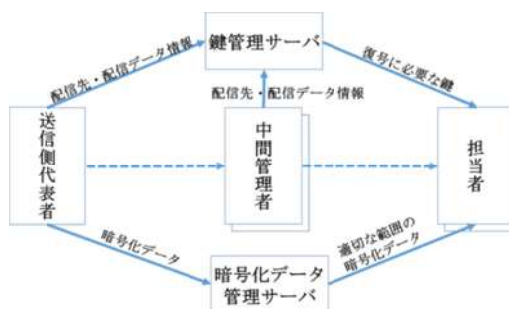 鍵管理サーバ
配信先・配信データ情報
復号に必要な鍵
配信先・配信データ情報
送信側代表者
中間管理者
担当者
暗号化データ
適切な範囲の
暗号化データ
暗号化データ
管理サーバ